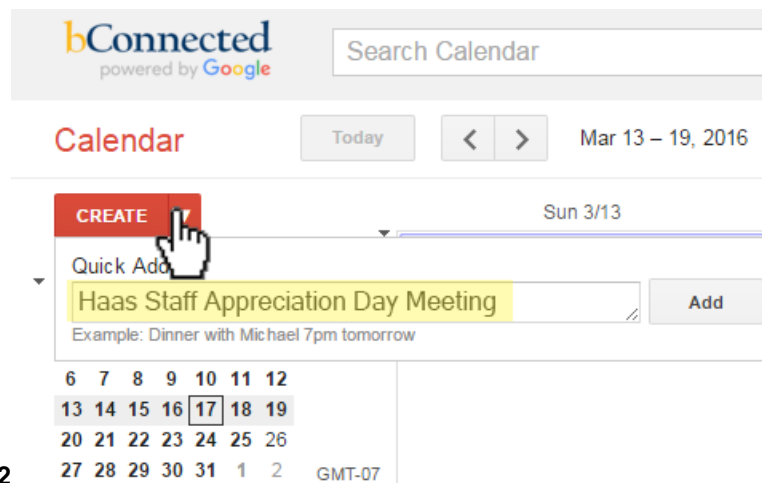 bConnected
powered by Google
Search Calendar
Calendar
Today
Mar 13 – 19, 2016
CREATE
Sun 3/13
Quick Add
Haas Staff Appreciation Day Meeting
Add
Example: Dinner with Michael 7pm tomorrow
6 7 8 9 10 11 12
13 14 15 16 17 18 19
20 21 22 23 24 25 26
2 27 28 29 30 31 1 2 GMT-07